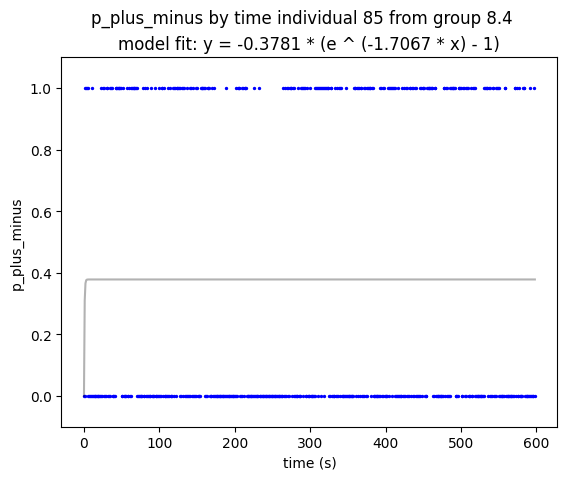 p_plus_minus by time individual 85 from group 8.4
model fit: y = -0.3781 * (e ^ (-1.7067 * x) - 1)
1.0
0.8
0.6
0.4
0.2
0.0
p_plus_minus
0 100 200 300 400 500 600
time (s)